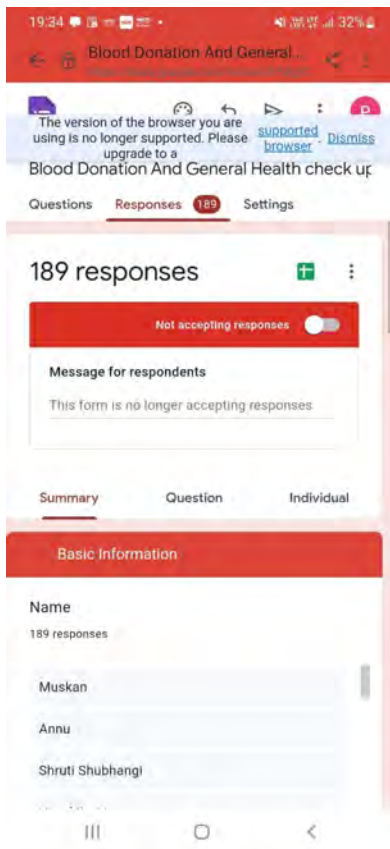 19:34
32%
Blood Donation And General...
P
The version of the browser you are
using is no longer supported. Please
upgrade to a
supported
browser
. Dismiss
Blood Donation And General Health check up
Questions Responses 189 Settings
189 responses
Not accepting responses
Message for respondents
This form is no longer accepting responses
Summary Question Individual
Basic Information
Name
189 responses
Muskan
Annu
Shruti Shubhangi